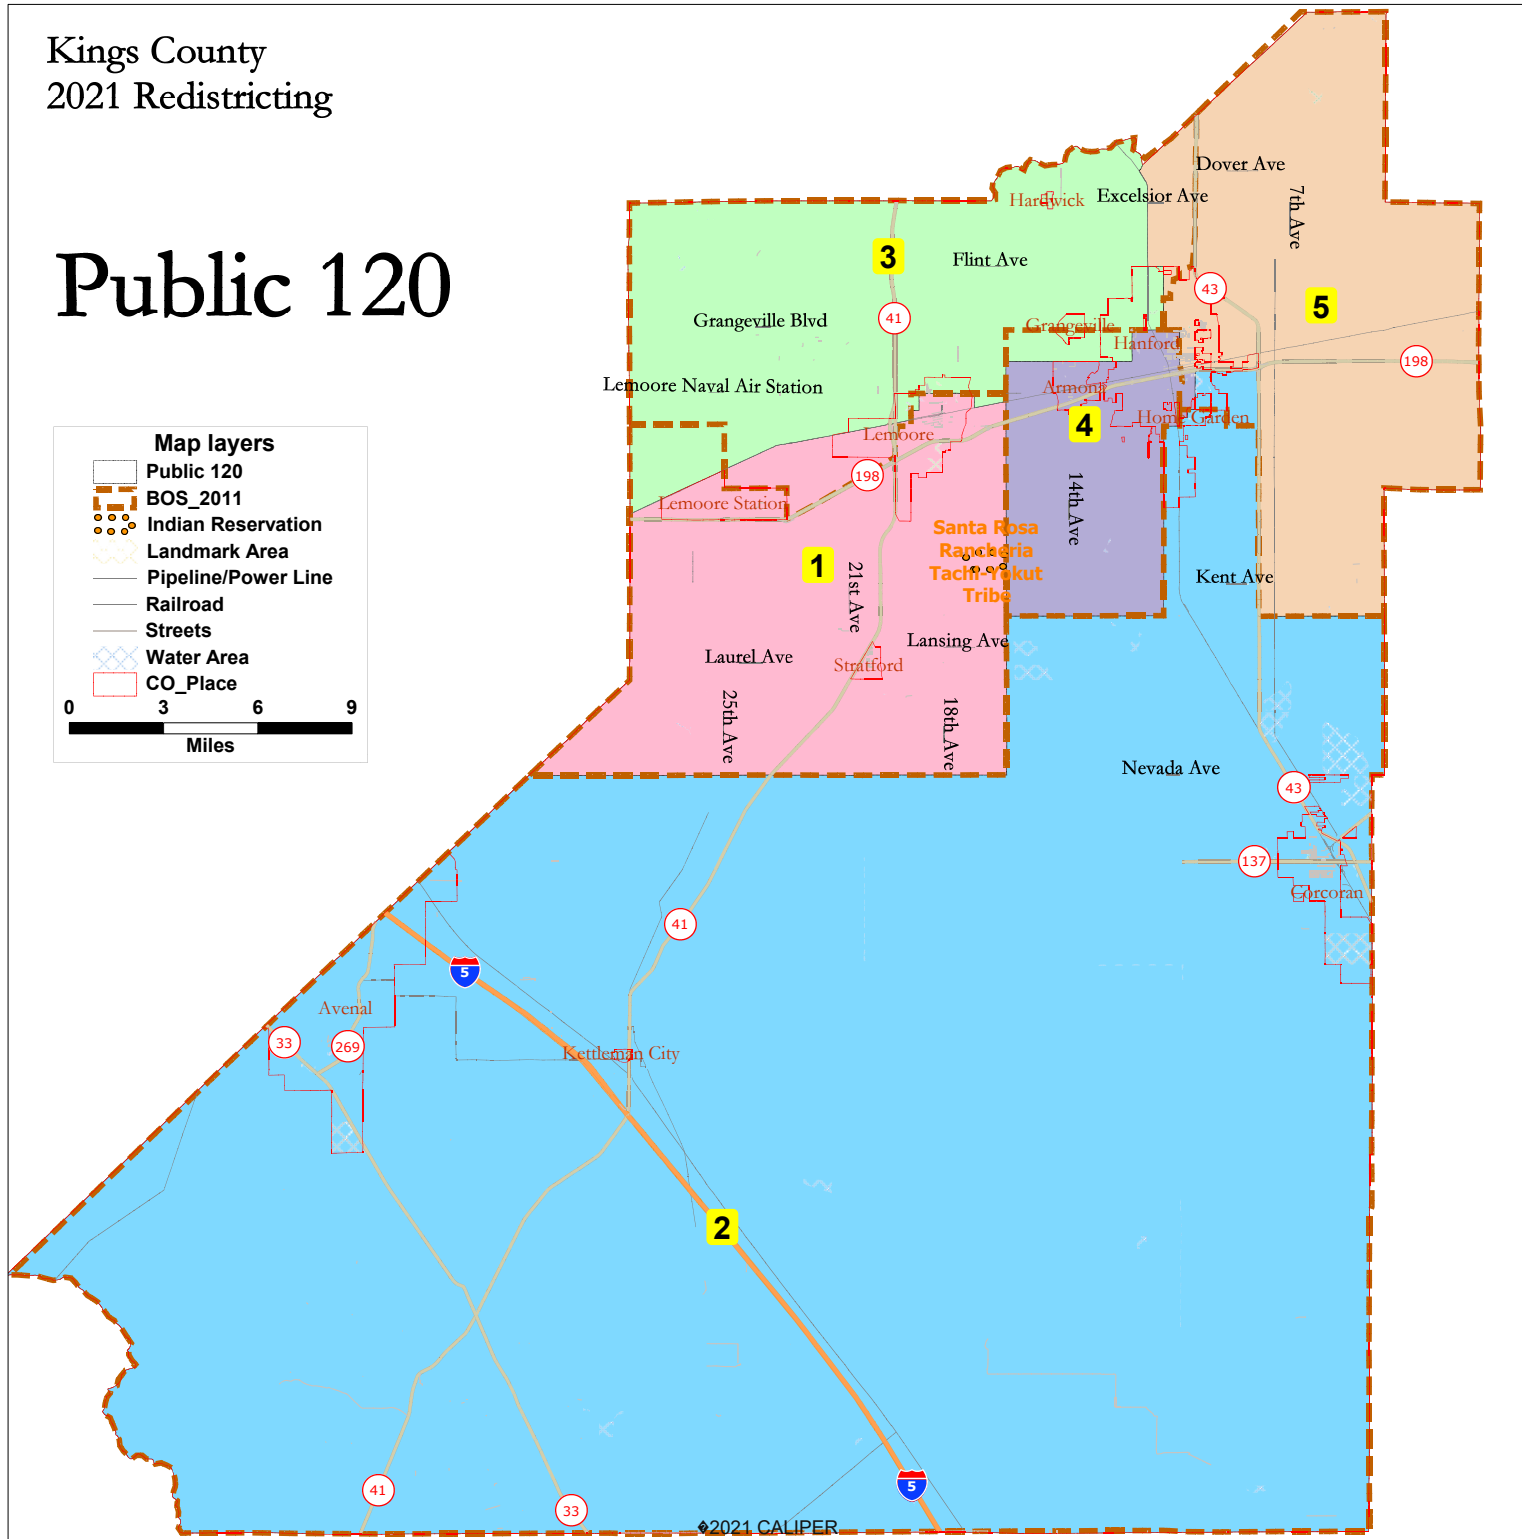 Kings County
2021 Redistricting
Public 120
Dover Ave
7th Ave
Hardwick
Excelsior Ave
3
Flint Ave
43
5
41
Grangeville Blvd
Grangeville
Hanford
198
Lemoore Naval Air Station
Armona
Home Garden
4
Lemoore
198
Lemoore Station
14th Ave
Santa Rosa
Rancheria
Tachi-Yokut
Tribe
1
21st Ave
Kent Ave
Lansing Ave
Laurel Ave
Stratford
25th Ave
18th Ave
Nevada Ave
43
137
Corcoran
41
5
Avenal
33
269
Kettleman City
2
41
33
5
Map layers
Public 120
BOS_2011
Indian Reservation
Landmark Area
Pipeline/Power Line
Railroad
Streets
Water Area
CO_Place
0 3 6 9
Miles
�2021 CALIPER